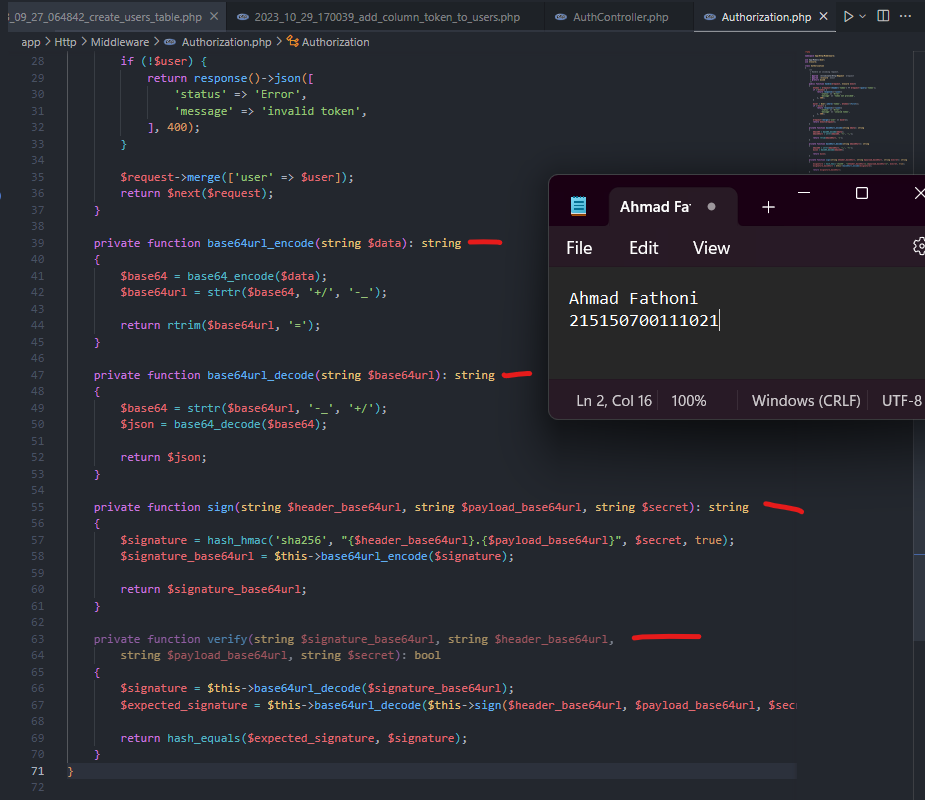 _09_27_064842_create_users_table.php
2023_10_29_170039_add_column_token_to_users.php
AuthController.php
Authorization.php
app > Http > Middleware > Authorization.php > Authorization
28 if (!$user) {
29 return response()->json([
30 'status' => 'Error',
31 'message' => 'invalid token',
32 ], 400);
33 }
34
35 $request->merge(['user' => $user]);
36 return $next($request);
37 }
38
39 private function base64url_encode(string $data): string
40 {
41 $base64 = base64_encode($data);
42 $base64url = strtr($base64, '+/', '-_');
43
44 return rtrim($base64url, '=');
45 }
46
47 private function base64url_decode(string $base64url): string
48 {
49 $base64 = strtr($base64url, '-_', '+/');
50 $json = base64_decode($base64);
51
52 return $json;
53 }
54
55 private function sign(string $header_base64url, string $payload_base64url, string $secret): string
56 {
57 $signature = hash_hmac('sha256', "{$header_base64url}.{$payload_base64url}", $secret, true);
58 $signature_base64url = $this->base64url_encode($signature);
59
60 return $signature_base64url;
61 }
62
63 private function verify(string $signature_base64url, string $header_base64url,
64 string $payload_base64url, string $secret): bool
65 {
66 $signature = $this->base64url_decode($signature_base64url);
67 $expected_signature = $this->base64url_decode($this->sign($header_base64url, $payload_base64url, $sec
68
69 return hash_equals($expected_signature, $signature);
70 }
71 }
72
Ahmad Fa
File Edit View
Ahmad Fathoni
215150700111021
Ln 2, Col 16 100% Windows (CRLF) UTF-8